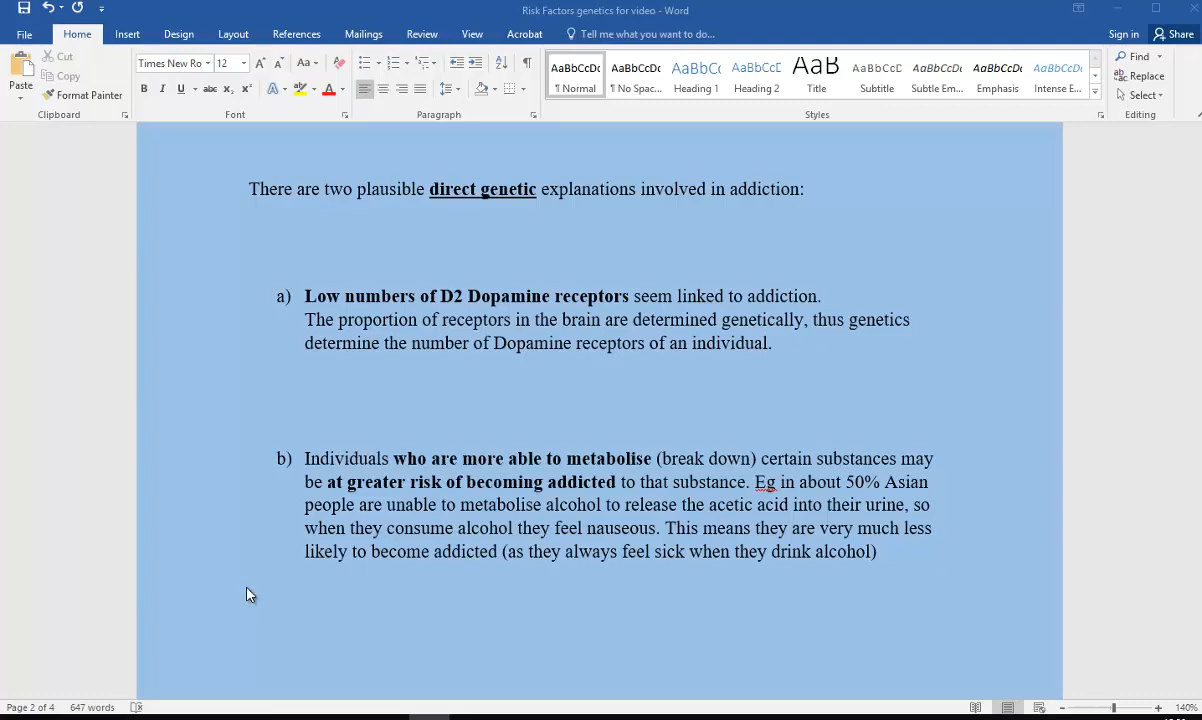 Risk Factors genetics for video - Word
File Home Insert Design Layout References Mailings Review View Acrobat Tell me what you want to do... Sign in Share
Cut
Copy
Format Painter
Paste
Clipboard
Times New Ro 12
Font
Paragraph
AaBbCcDc AaBbCcDc AaBbCc AaBbCcD AaB AaBbCcD AaBbCcDc AaBbCcDc AaBbCcDc
¶ Normal ¶ No Spac... Heading 1 Heading 2 Title Subtitle Subtle Em... Emphasis Intense E...
Styles
Find
Replace
Select
Editing
There are two plausible direct genetic explanations involved in addiction:
a) Low numbers of D2 Dopamine receptors seem linked to addiction.
The proportion of receptors in the brain are determined genetically, thus genetics
determine the number of Dopamine receptors of an individual.
b) Individuals who are more able to metabolise (break down) certain substances may
be at greater risk of becoming addicted to that substance. Eg in about 50% Asian
people are unable to metabolise alcohol to release the acetic acid into their urine, so
when they consume alcohol they feel nauseous. This means they are very much less
likely to become addicted (as they always feel sick when they drink alcohol)
Page 2 of 4 647 words 140%